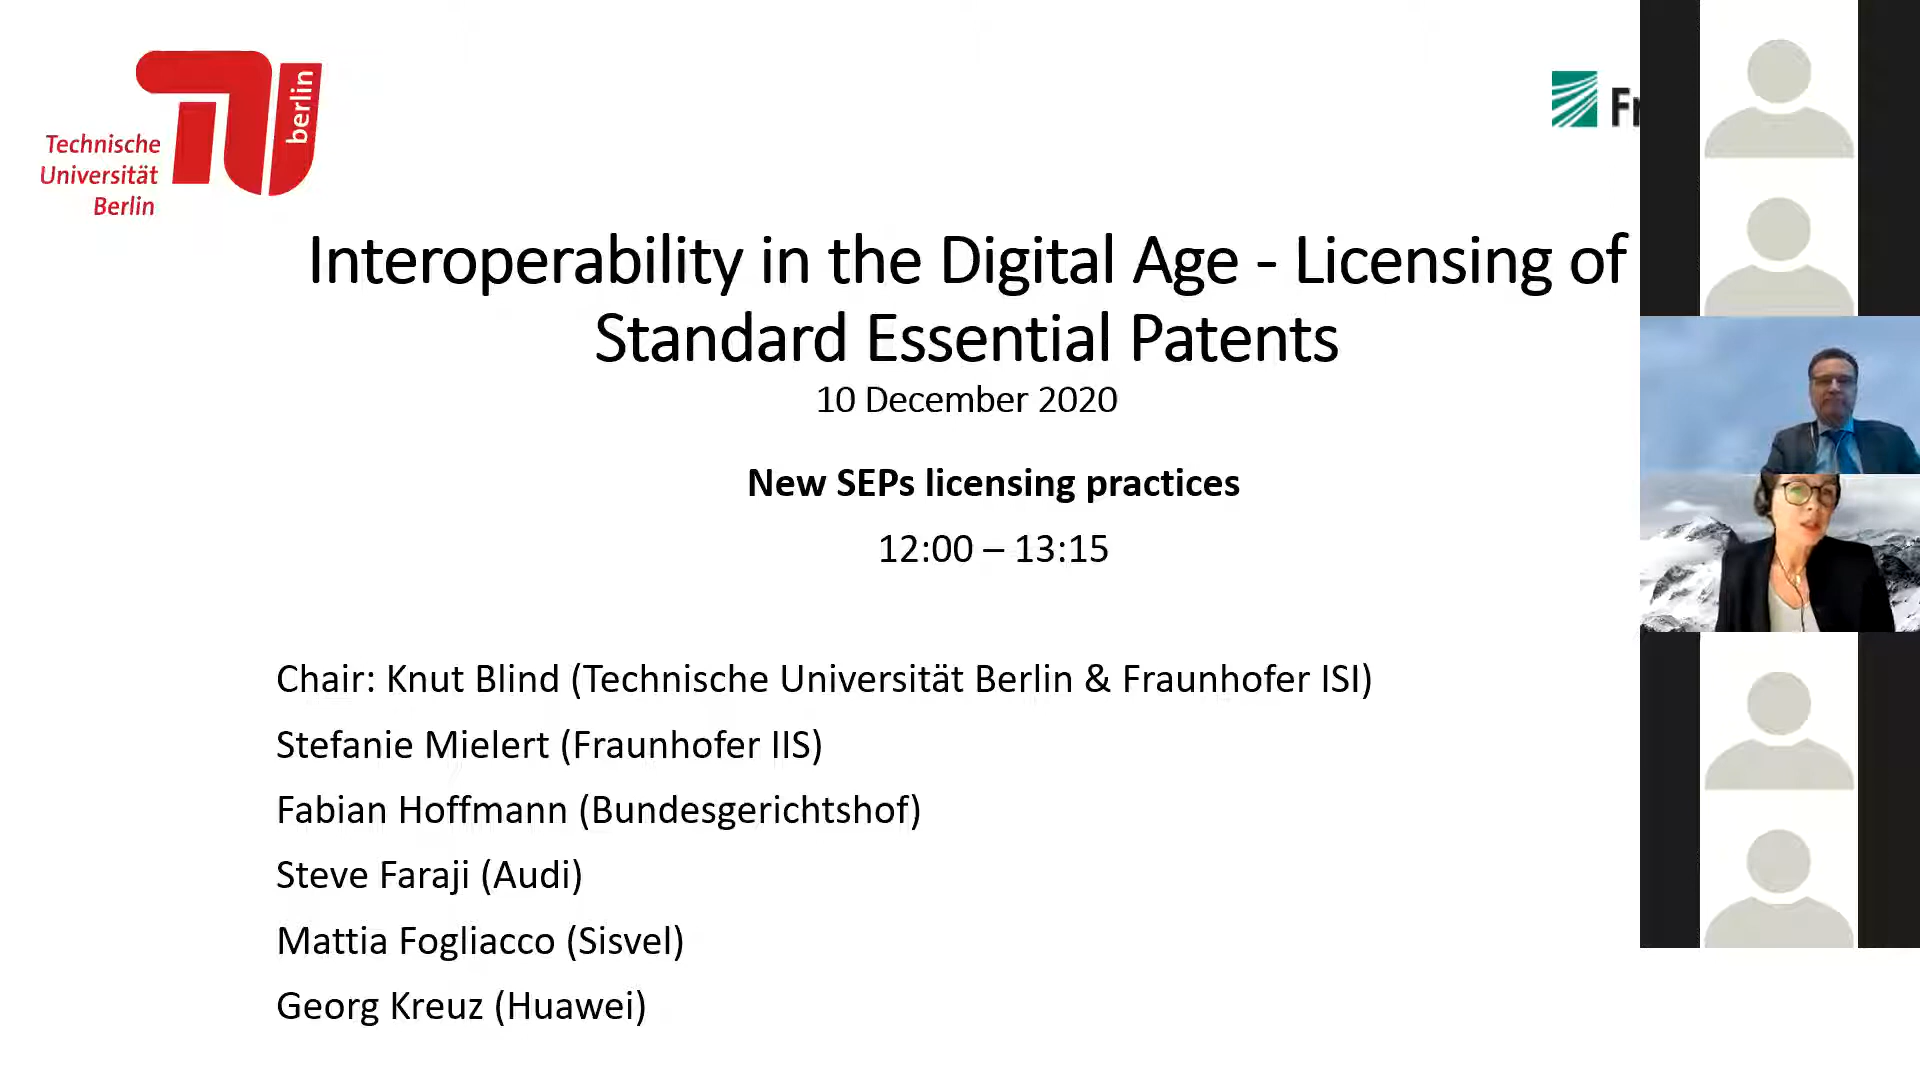 Technische
Universität
Berlin
berlin
Interoperability in the Digital Age - Licensing of
Standard Essential Patents
10 December 2020
New SEPs licensing practices
12:00 – 13:15
Chair: Knut Blind (Technische Universität Berlin & Fraunhofer ISI)
Stefanie Mielert (Fraunhofer IIS)
Fabian Hoffmann (Bundesgerichtshof)
Steve Faraji (Audi)
Mattia Fogliacco (Sisvel)
Georg Kreuz (Huawei)